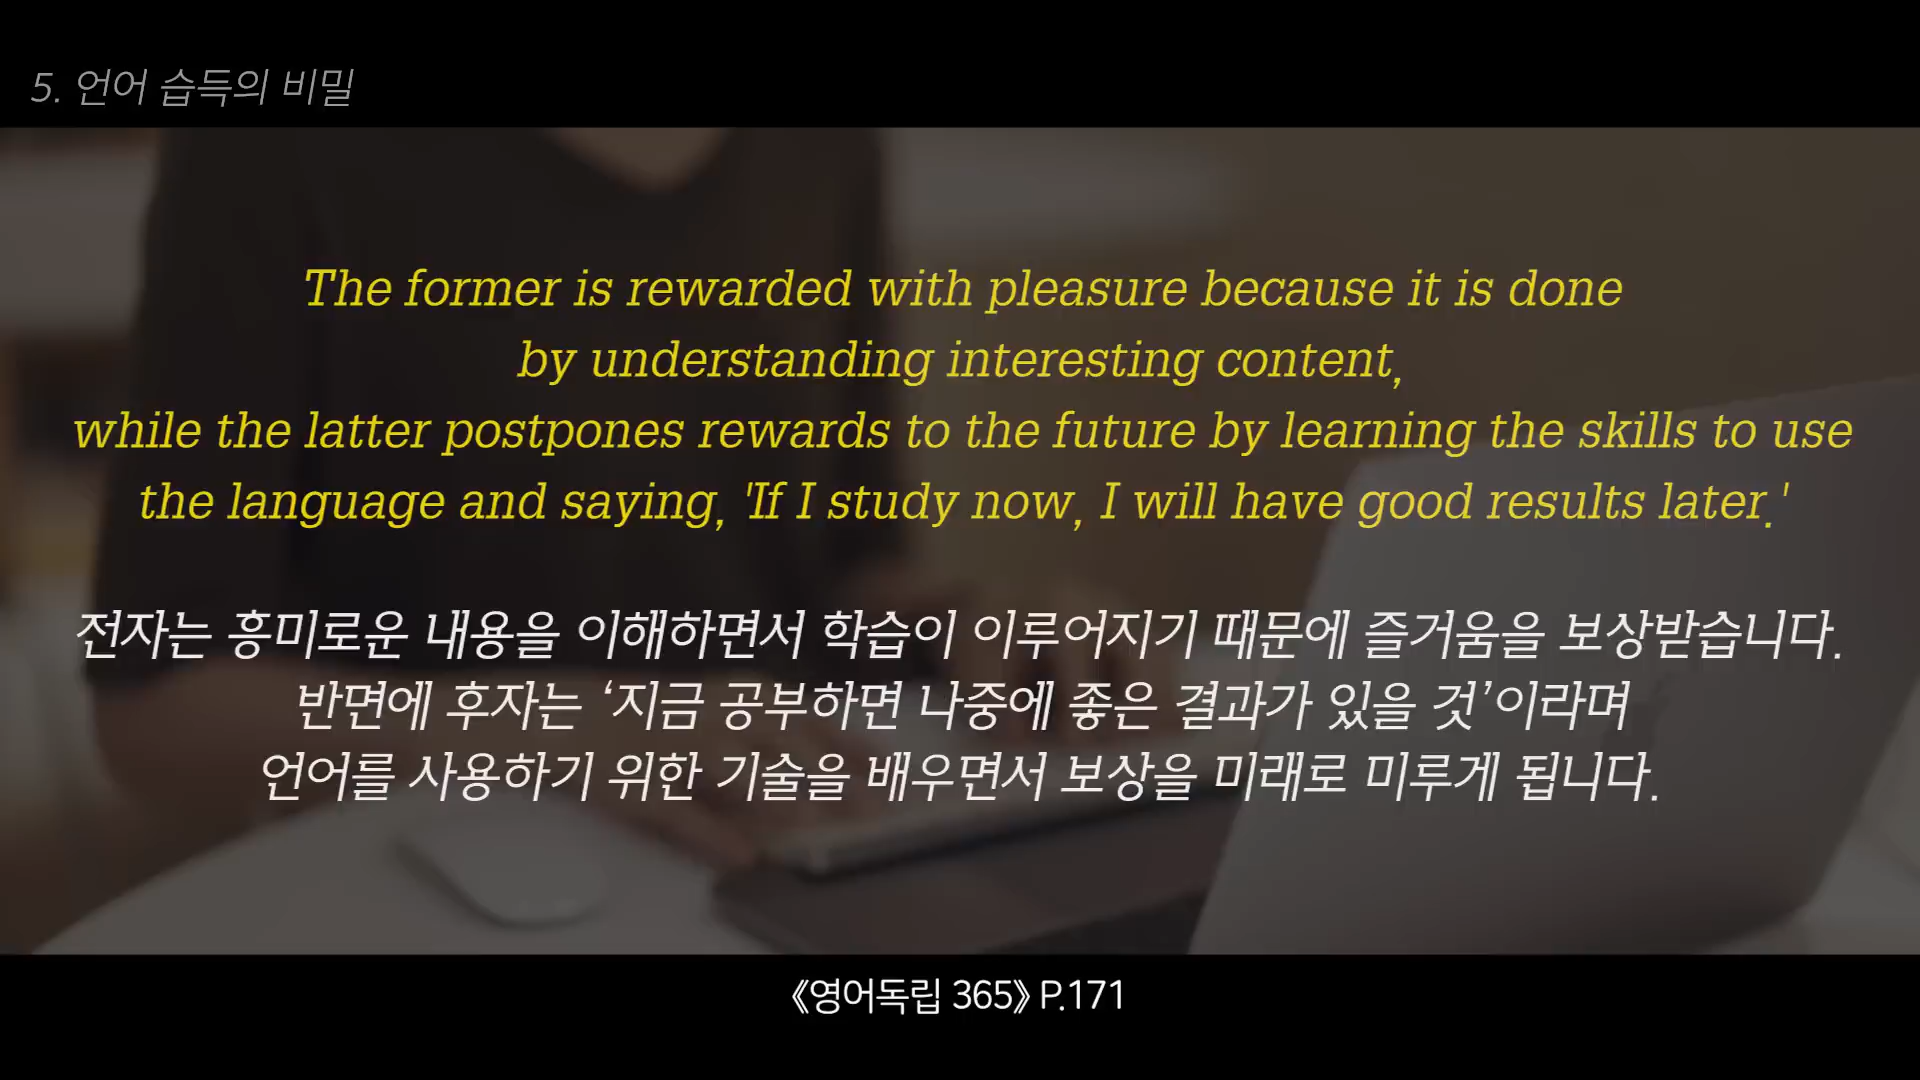 5. 언어 습득의 비밀
The former is rewarded with pleasure because it is done
by understanding interesting content,
while the latter postpones rewards to the future by learning the skills to use
the language and saying, 'If I study now, I will have good results later.'
전자는 흥미로운 내용을 이해하면서 학습이 이루어지기 때문에 즐거움을 보상받습니다.
반면에 후자는 ‘지금 공부하면 나중에 좋은 결과가 있을 것’이라며
언어를 사용하기 위한 기술을 배우면서 보상을 미래로 미루게 됩니다.
《영어독립 365》 P.171